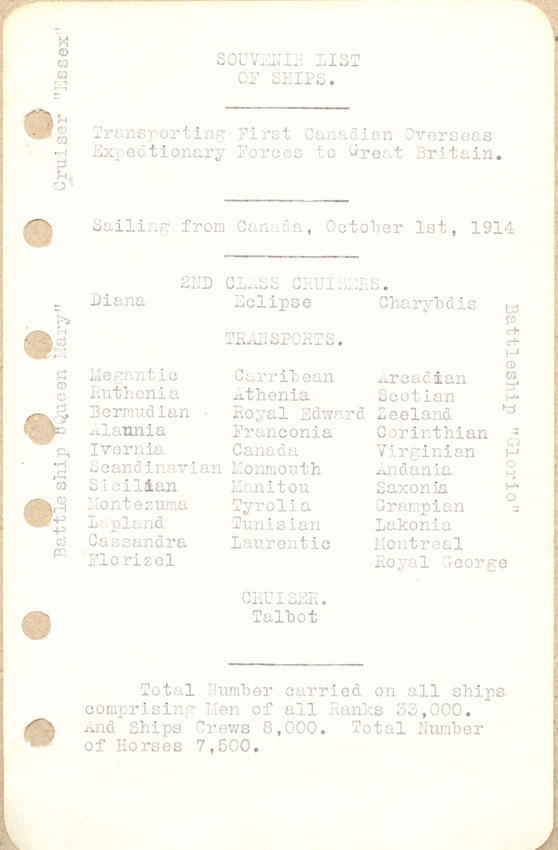 SOUVENIR LIST
OF SHIPS.
Transporting First Canadian Overseas
Expedtionary Forces to Great Britain.
Sailing from Canada, October 1st, 1914
2ND CLASS CRUISERS.
Diana Eclipse Charybdis
TRANSPORTS.
Megantic Carribean Arcadian
Ruthenia Athenia Scotian
Bermudian Royal Edward Zeeland
Alaunia Franconia Corinthian
Ivernia Canada Virginian
Scandinavian Monmouth Andania
Sicilian Manitou Saxonia
Montezuma Tyrolia Grampian
Lapland Tunisian Lakonia
Cassandra Laurentic Montreal
Florizel Royal George
CRUISER.
Talbot
Total Number carried on all ships
comprising Men of all Ranks 33,000.
And Ships Crews 8,000. Total Number
of Horses 7,500.
Cruiser "Essex"
Battle ship "Queen Mary"
Battleship "Glorio"